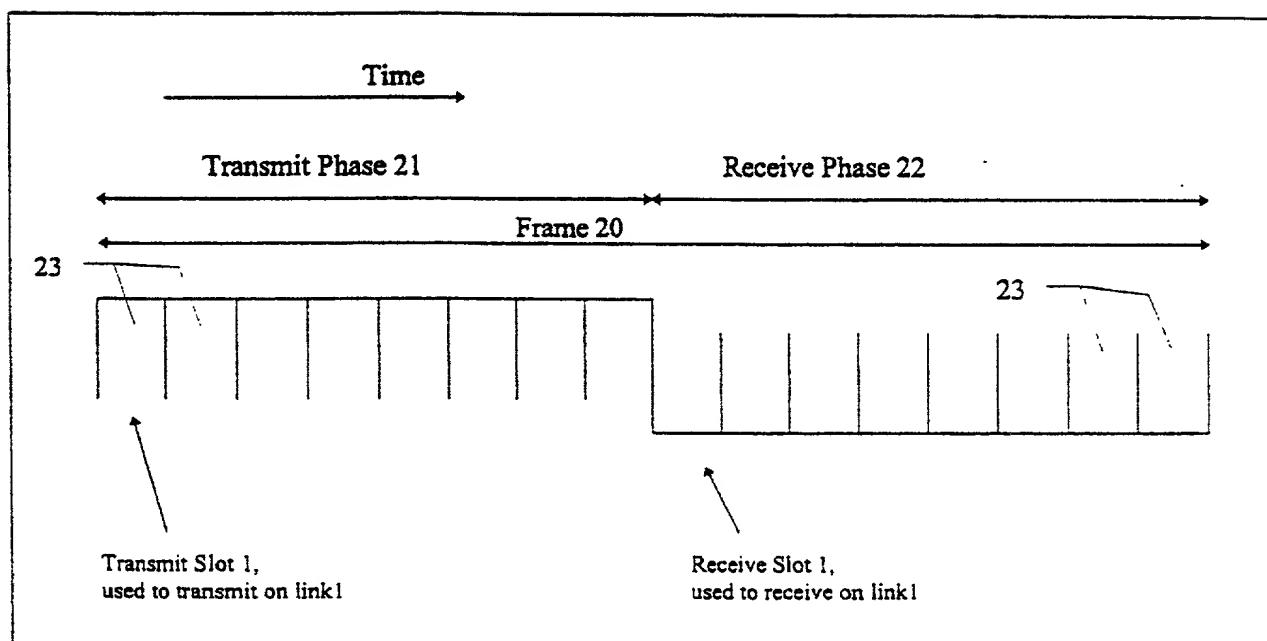 Time
Transmit Phase 21
Receive Phase 22
Frame 20
23
23
Transmit Slot 1,
used to transmit on link1
Receive Slot 1,
used to receive on link1